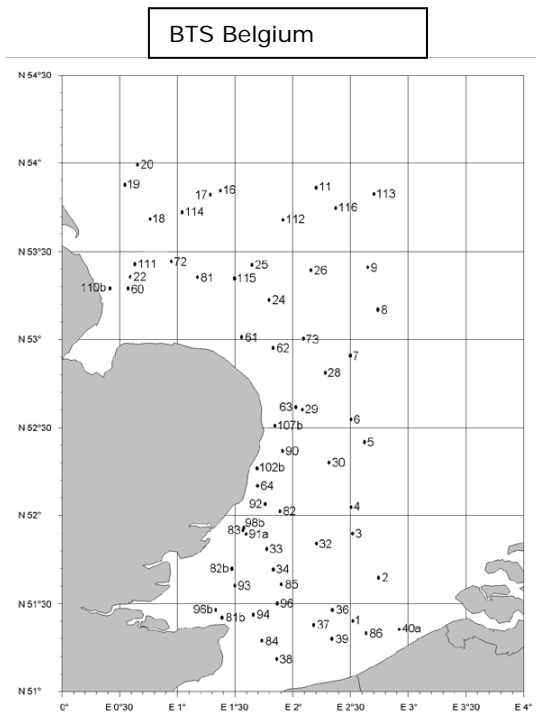 BTS Belgium
N 54°30
N 54°
20
19
16
17
11
113
116
114
18
112
N 53°30
111
72
25
9
26
22
81
115
110b
60
24
8
N 53°
61
73
62
7
28
63
29
6
107b
N 52°30
5
90
30
102b
64
92
4
82
N 52°
98b
83
91a
3
32
33
82b
34
2
93
85
N 51°30
96
96b
36
94
81b
1
37
40a
86
84
39
38
N 51°
0°
E 0°30
E 1°
E 1°30
E 2°
E 2°30
E 3°
E 3°30
E 4°